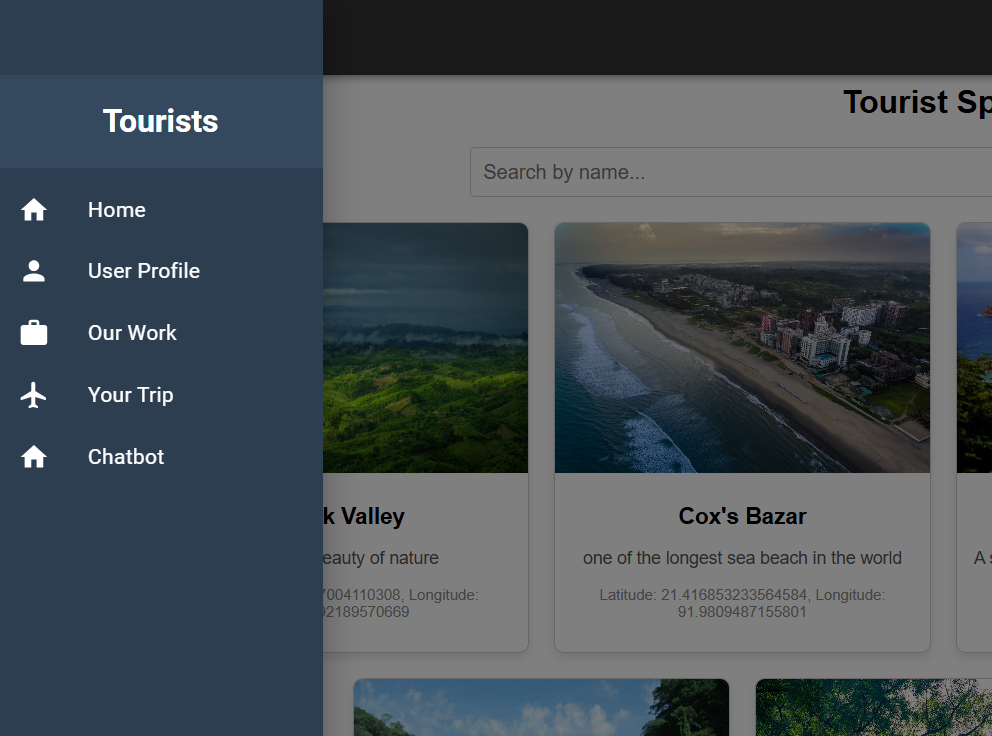 Tourists
Home
User Profile
Our Work
Your Trip
Chatbot
Tourist Sp
Search by name...
k Valley
eauty of nature
7004110308, Longitude:
92189570669
Cox's Bazar
one of the longest sea beach in the world
Latitude: 21.416853233564584, Longitude:
91.9809487155801
A s